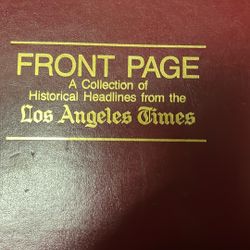 FRONT PAGE
A Collection of
Historical Headlines from the
Los Angeles Times